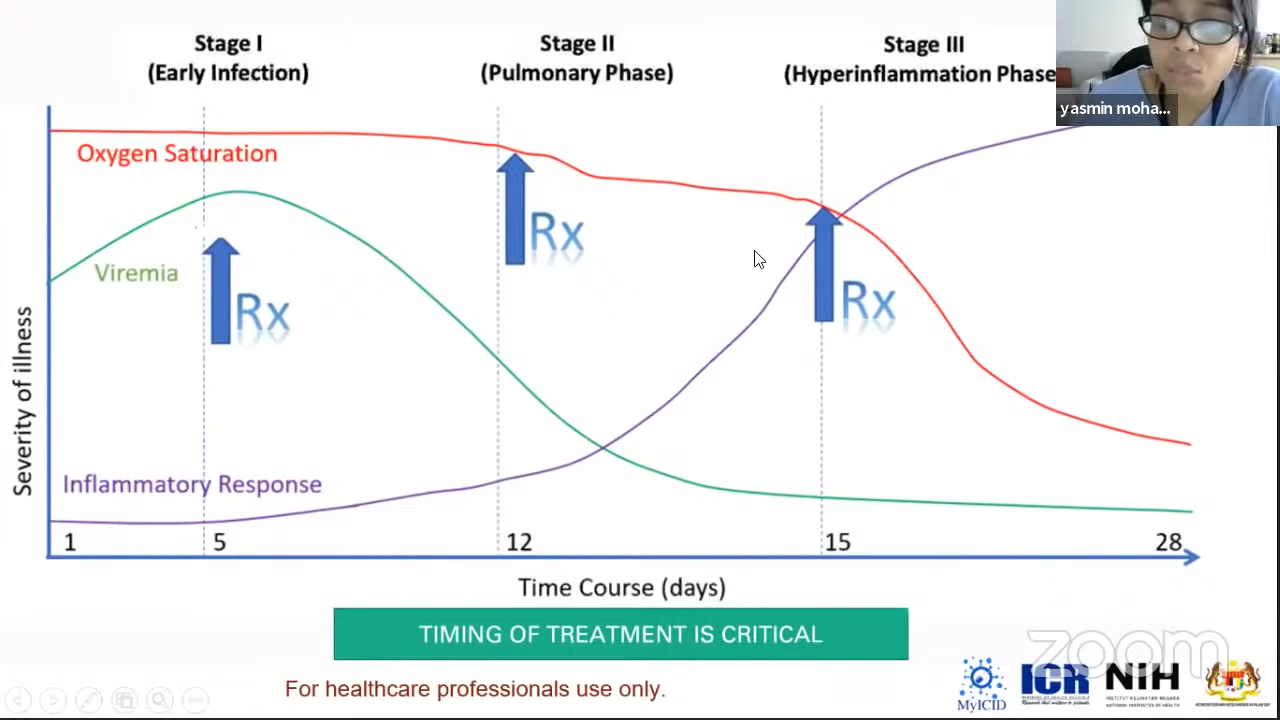 Stage I
(Early Infection)
Stage II
(Pulmonary Phase)
Stage III
(Hyperinflammation Phase
yasmin moha...
Oxygen Saturation
Viremia
Rx
Rx
Rx
Severity of illness
Inflammatory Response
1
5
12
15
28
Time Course (days)
TIMING OF TREATMENT IS CRITICAL
For healthcare professionals use only.
zoom
MyICID
ICR
NIH
INSTITUT KESIHATAN NEGARA
NATIONAL INSTITUTES OF HEALTH